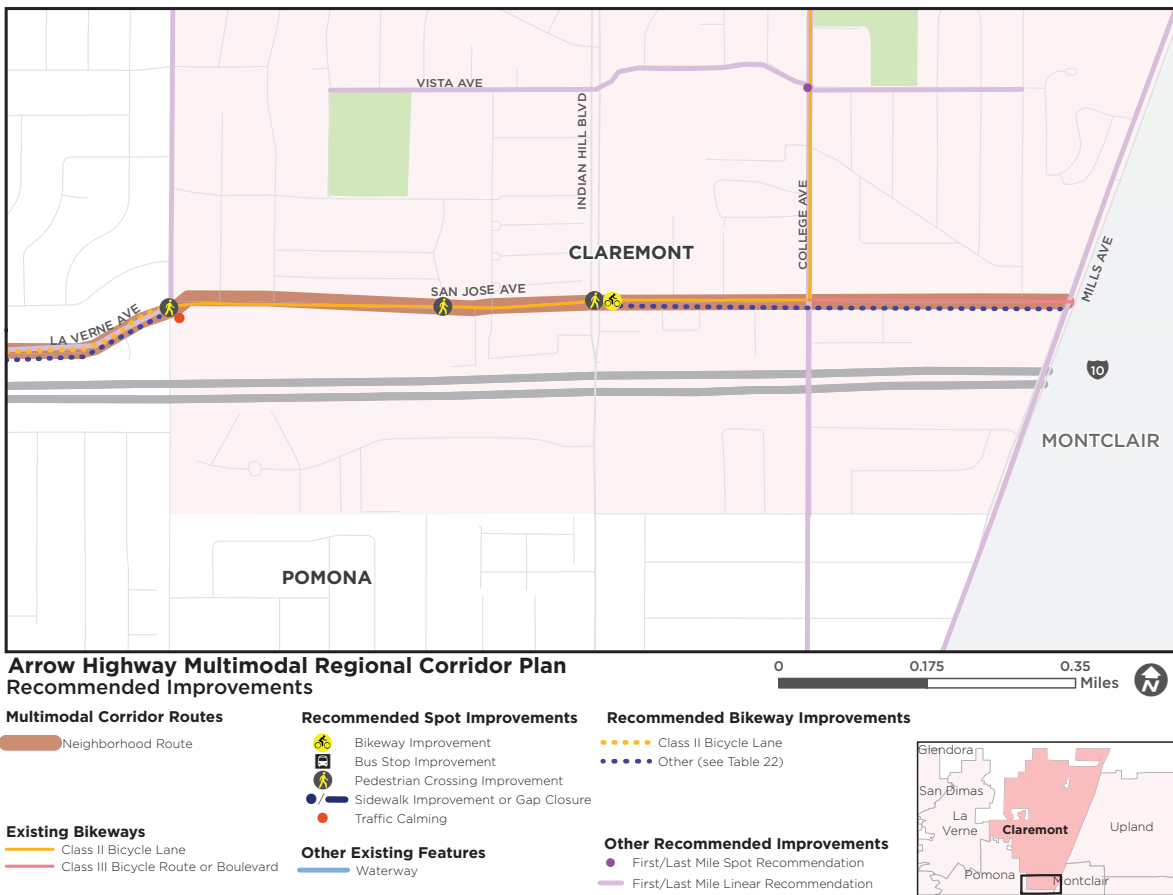 VISTA AVE
INDIAN HILL BLVD
COLLEGE AVE
CLAREMONT
MILLS AVE
SAN JOSE AVE
LA VERNE AVE
10
MONTCLAIR
POMONA
Arrow Highway Multimodal Regional Corridor Plan
Recommended Improvements
0 0.175 0.35
Miles
N
Multimodal Corridor Routes
Neighborhood Route
Existing Bikeways
Class II Bicycle Lane
Class III Bicycle Route or Boulevard
Recommended Spot Improvements
Bikeway Improvement
Bus Stop Improvement
Pedestrian Crossing Improvement
/ Sidewalk Improvement or Gap Closure
Traffic Calming
Other Existing Features
Waterway
Recommended Bikeway Improvements
Class II Bicycle Lane
Other (see Table 22)
Other Recommended Improvements
First/Last Mile Spot Recommendation
First/Last Mile Linear Recommendation
Glendora
San Dimas
La
Verne
Claremont
Upland
Pomona
Montclair